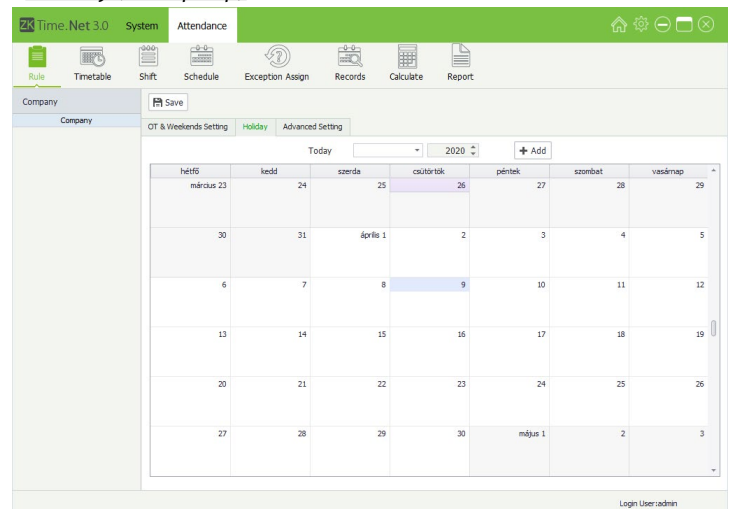 ZKTime.Net 3.0 System Attendance
Rule Timetable Shift Schedule Exception Assign Records Calculate Report
Company Save
Company
OT & Weekends Setting Holiday Advanced Setting
Today 2020 Add
hétfő kedd szerda csütörtök péntek szombat vasárnap
március 23 24 25 26 27 28 29
30 31 április 1 2 3 4 5
6 7 8 9 10 11 12
13 14 15 16 17 18 19
20 21 22 23 24 25 26
27 28 29 30 május 1 2 3
Login User:admin